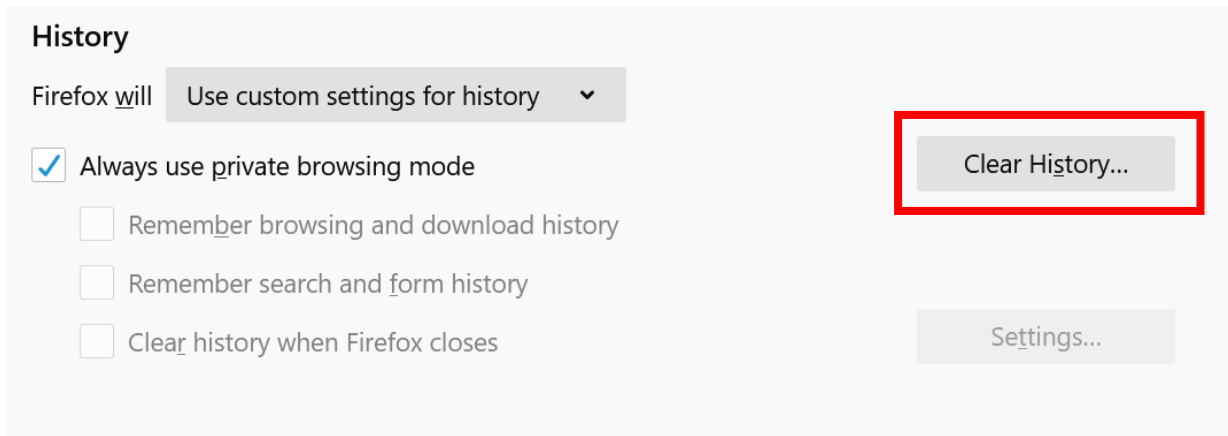 History
Firefox will Use custom settings for history
Always use private browsing mode
Clear History...
Remember browsing and download history
Remember search and form history
Clear history when Firefox closes
Settings...